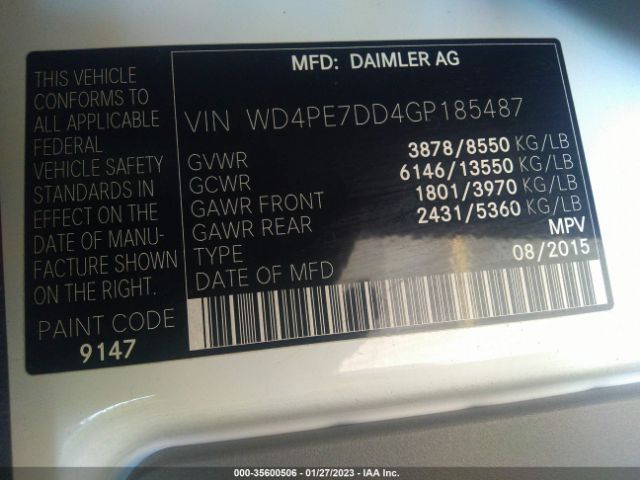 MFD: DAIMLER AG
THIS VEHICLE
CONFORMS TO
ALL APPLICABLE
FEDERAL
VEHICLE SAFETY
STANDARDS IN
EFFECT ON THE
DATE OF MANU-
FACTURE SHOWN
ON THE RIGHT.
PAINT CODE
9147
VIN WD4PE7DD4GP185487
GVWR 3878/8550 KG/LB
GCWR 6146/13550 KG/LB
GAWR FRONT 1801/3970 KG/LB
GAWR REAR 2431/5360 KG/LB
TYPE MPV
DATE OF MFD 08/2015
000-35600506 - 01/27/2023 - IAA Inc.